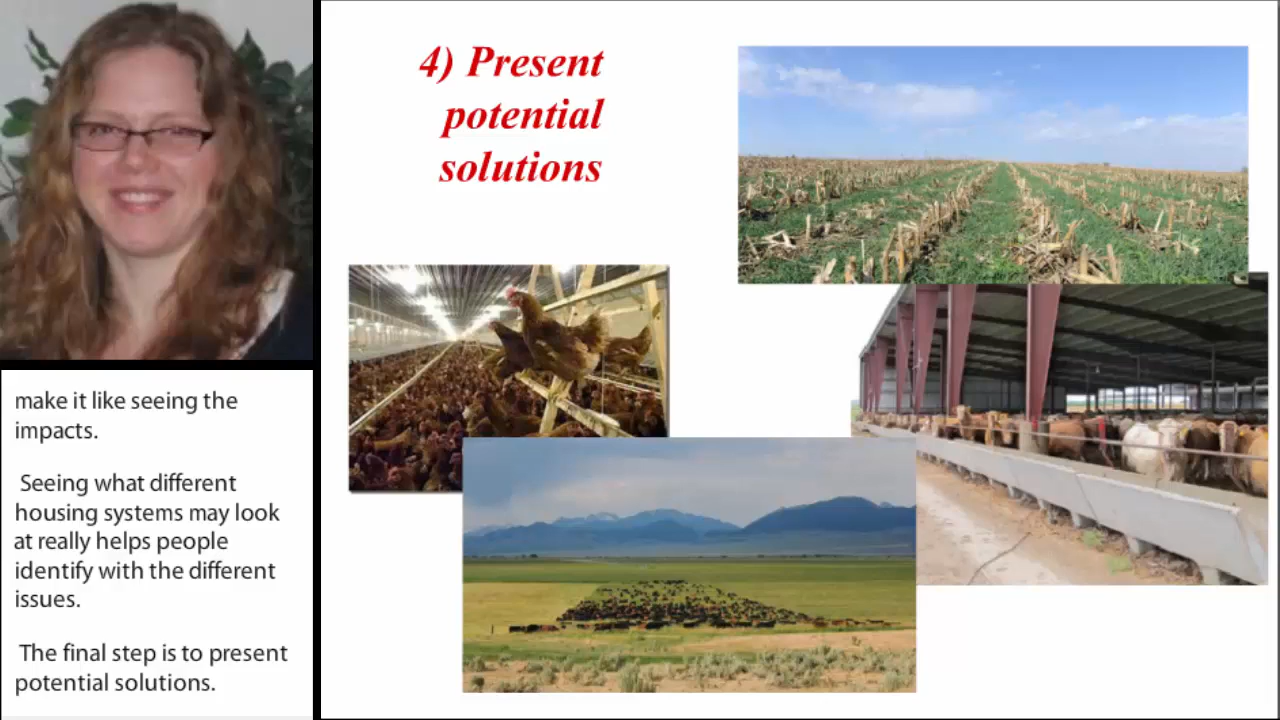 4) Present
potential
solutions
make it like seeing the
impacts.
Seeing what different
housing systems may look
at really helps people
identify with the different
issues.
The final step is to present
potential solutions.